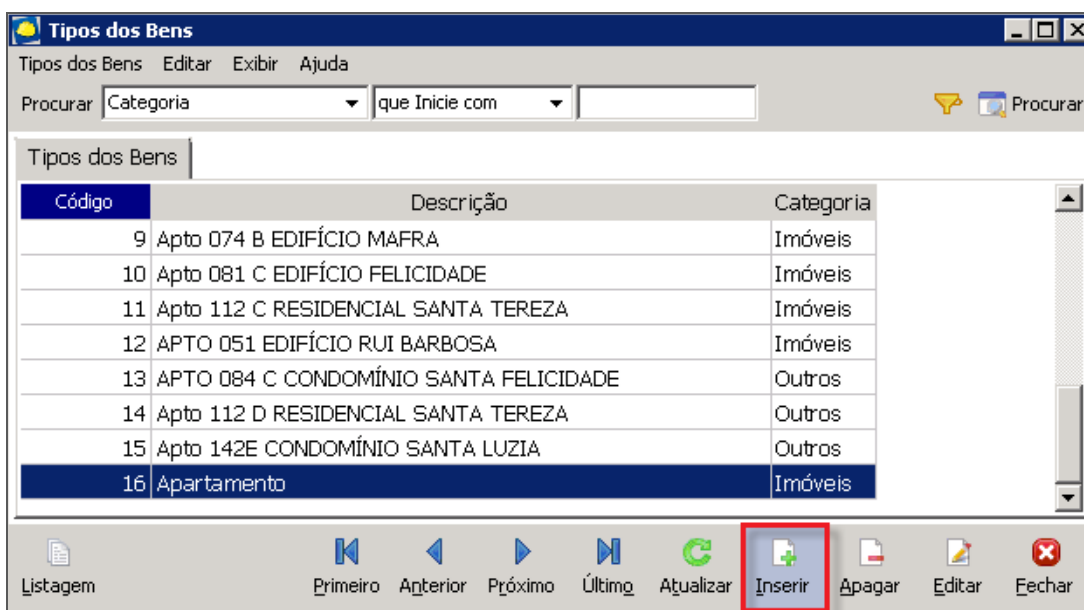 Tipos dos Bens
Tipos dos Bens Editar Exibir Ajuda
Procurar Categoria que Inicie com Procurar
Tipos dos Bens
Código Descrição Categoria
9 Apto 074 B EDIFÍCIO MAFRA Imóveis
10 Apto 081 C EDIFÍCIO FELICIDADE Imóveis
11 Apto 112 C RESIDENCIAL SANTA TEREZA Imóveis
12 APTO 051 EDIFÍCIO RUI BARBOSA Imóveis
13 APTO 084 C CONDOMÍNIO SANTA FELICIDADE Outros
14 Apto 112 D RESIDENCIAL SANTA TEREZA Outros
15 Apto 142E CONDOMÍNIO SANTA LUZIA Outros
16 Apartamento Imóveis
Listagem Primeiro Anterior Próximo Último Atualizar Inserir Apagar Editar Fechar